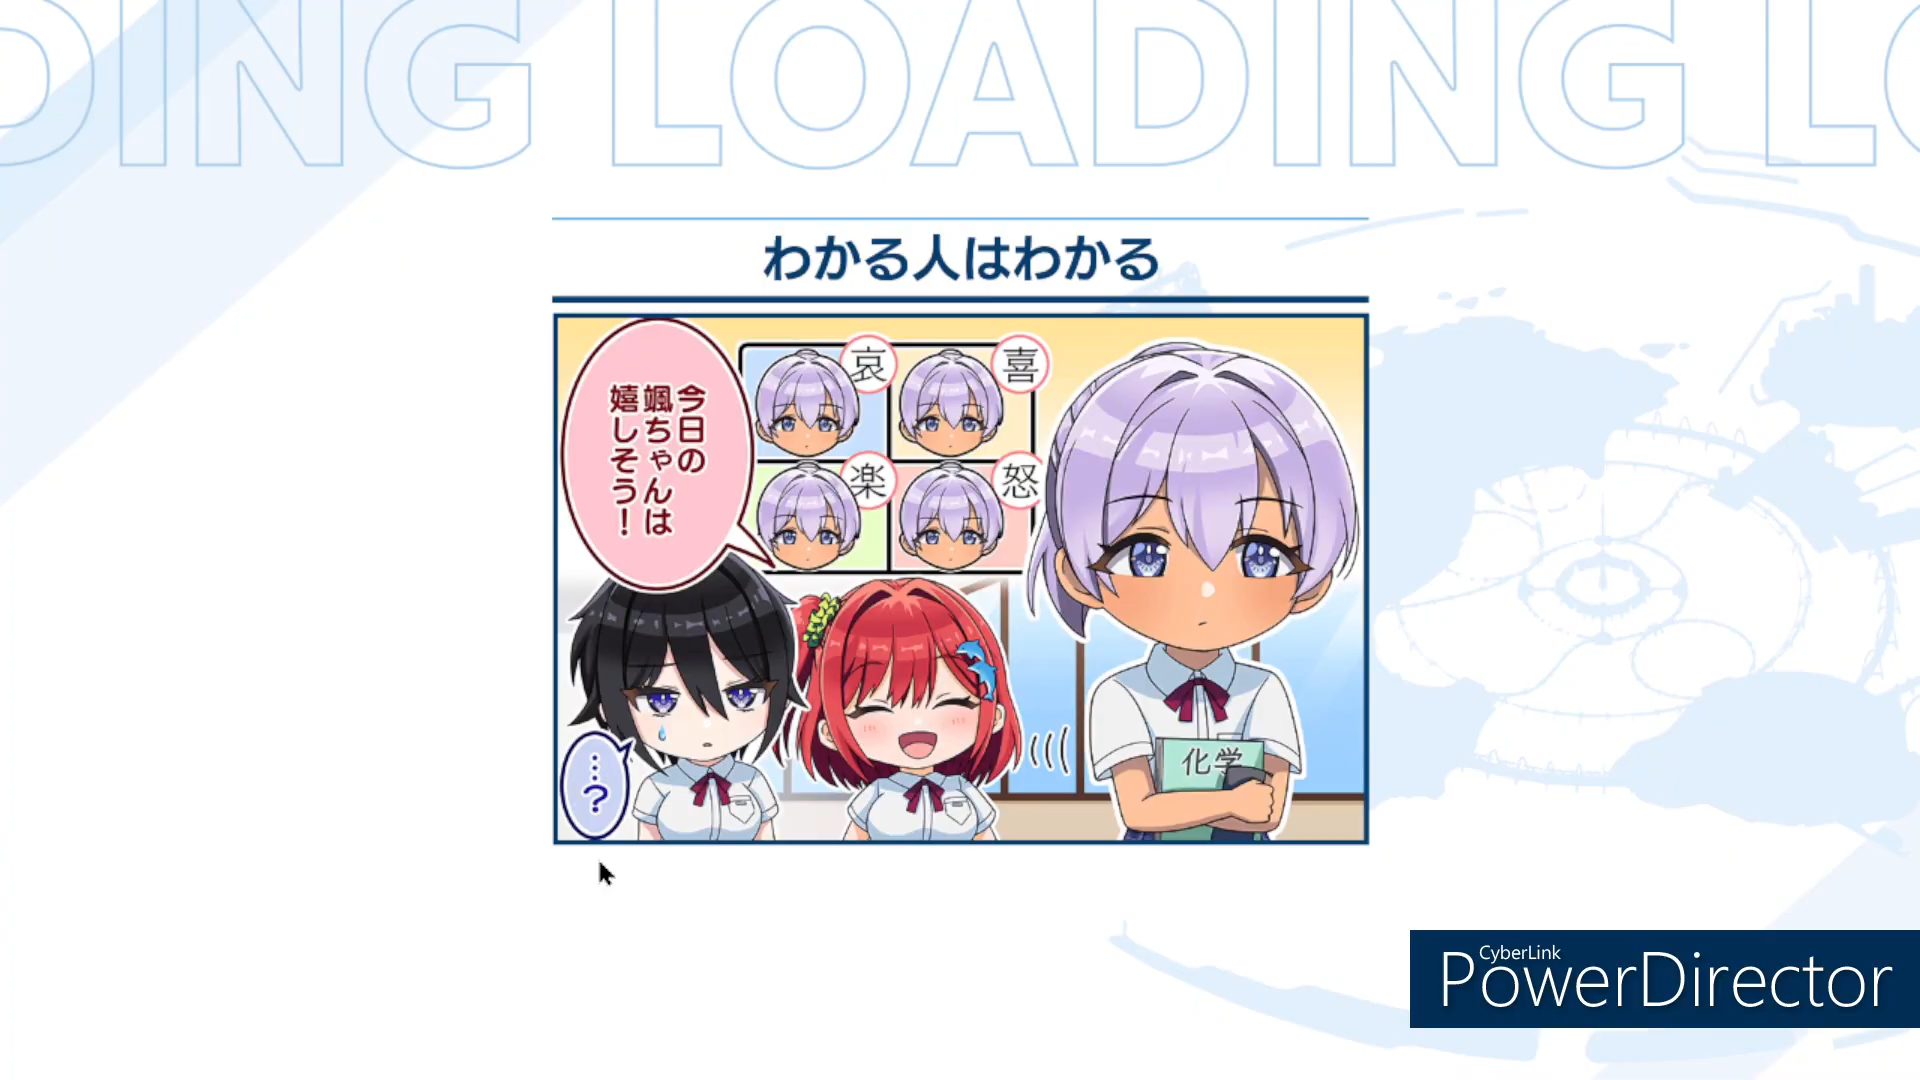 DING LOADING LO
わかる人はわかる
今日の
颯ちゃんは
嬉しそう!
喜
哀
怒
楽
…?
化学
CyberLink
PowerDirector